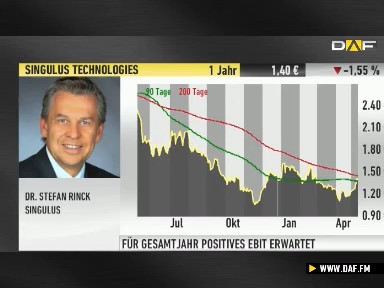 DAF
SINGULUS TECHNOLOGIES 1 Jahr 1,40 € -1,55 %
90 Tage 200 Tage
2.40
2.10
1.80
1.50
1.20
0.90
Jul Okt Jan Apr
DR. STEFAN RINCK
SINGULUS
FÜR GESAMTJAHR POSITIVES EBIT ERWARTET
WWW.DAF.FM